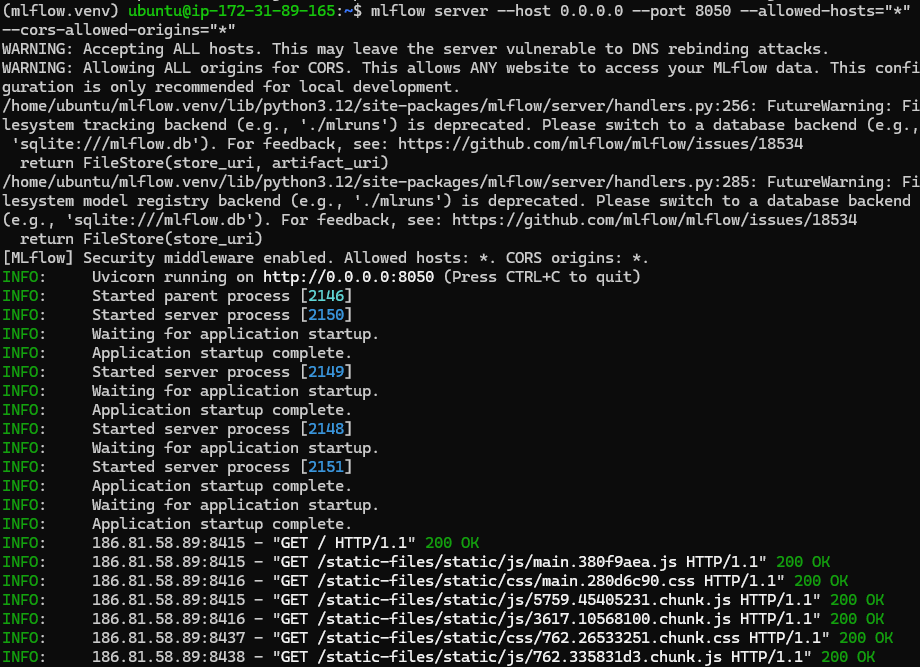 (mlflow.venv) ubuntu@ip-172-31-89-165:~$ mlflow server --host 0.0.0.0 --port 8050 --allowed-hosts="*"
--cors-allowed-origins="*"
WARNING: Accepting ALL hosts. This may leave the server vulnerable to DNS rebinding attacks.
WARNING: Allowing ALL origins for CORS. This allows ANY website to access your MLflow data. This confi
guration is only recommended for local development.
/home/ubuntu/mlflow.venv/lib/python3.12/site-packages/mlflow/server/handlers.py:256: FutureWarning: Fi
lesystem tracking backend (e.g., './mlruns') is deprecated. Please switch to a database backend (e.g.,
 'sqlite:///mlflow.db'). For feedback, see: https://github.com/mlflow/mlflow/issues/18534
  return FileStore(store_uri, artifact_uri)
/home/ubuntu/mlflow.venv/lib/python3.12/site-packages/mlflow/server/handlers.py:285: FutureWarning: Fi
lesystem model registry backend (e.g., './mlruns') is deprecated. Please switch to a database backend
(e.g., 'sqlite:///mlflow.db'). For feedback, see: https://github.com/mlflow/mlflow/issues/18534
  return FileStore(store_uri)
[MLflow] Security middleware enabled. Allowed hosts: *. CORS origins: *.
INFO:     Uvicorn running on http://0.0.0.0:8050 (Press CTRL+C to quit)
INFO:     Started parent process [2146]
INFO:     Started server process [2150]
INFO:     Waiting for application startup.
INFO:     Application startup complete.
INFO:     Started server process [2149]
INFO:     Waiting for application startup.
INFO:     Application startup complete.
INFO:     Started server process [2148]
INFO:     Waiting for application startup.
INFO:     Started server process [2151]
INFO:     Application startup complete.
INFO:     Waiting for application startup.
INFO:     Application startup complete.
INFO:     186.81.58.89:8415 - "GET / HTTP/1.1" 200 OK
INFO:     186.81.58.89:8415 - "GET /static-files/static/js/main.380f9aea.js HTTP/1.1" 200 OK
INFO:     186.81.58.89:8416 - "GET /static-files/static/css/main.280d6c90.css HTTP/1.1" 200 OK
INFO:     186.81.58.89:8415 - "GET /static-files/static/js/5759.45405231.chunk.js HTTP/1.1" 200 OK
INFO:     186.81.58.89:8416 - "GET /static-files/static/js/3617.10568100.chunk.js HTTP/1.1" 200 OK
INFO:     186.81.58.89:8437 - "GET /static-files/static/css/762.26533251.chunk.css HTTP/1.1" 200 OK
INFO:     186.81.58.89:8438 - "GET /static-files/static/js/762.335831d3.chunk.js HTTP/1.1" 200 OK